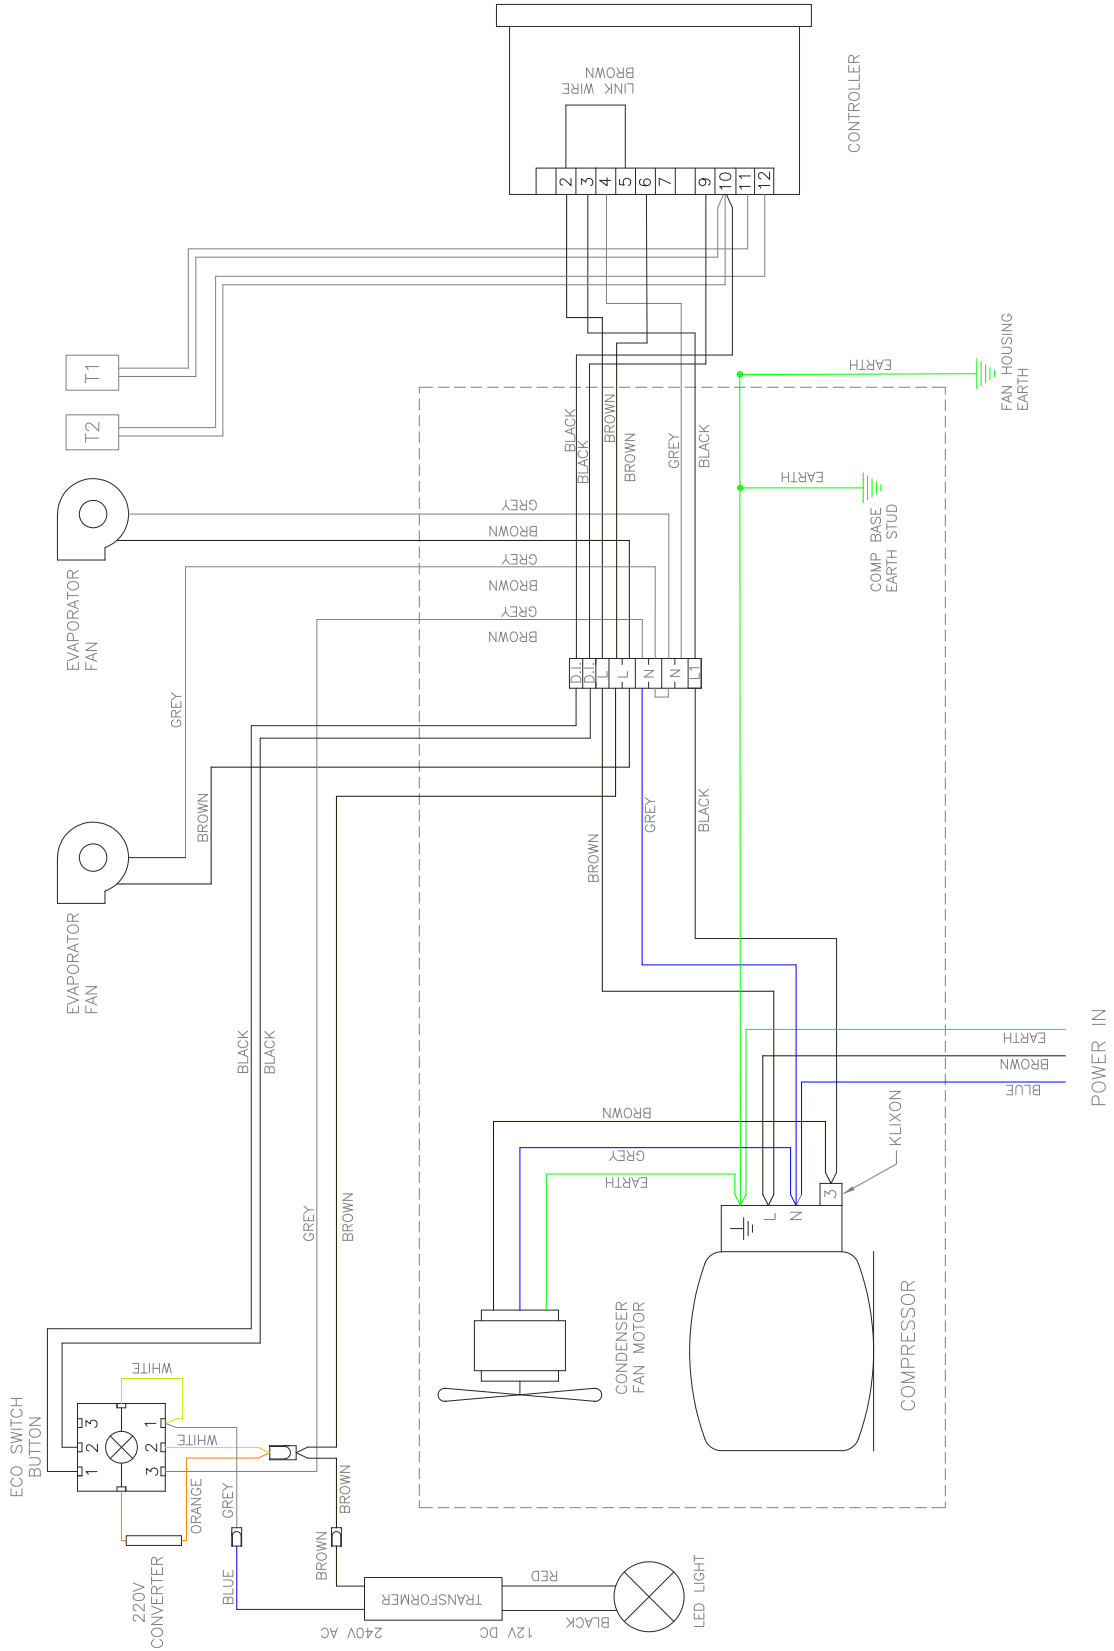 LINK WIRE
BROWN
CONTROLLER
2
3
4
5
6
7
9
10
11
12
T1
T2
FAN HOUSING
EARTH
EARTH
EARTH
COMP BASE
EARTH STUD
BLACK
BLACK
BROWN
BROWN
GREY
BLACK
GREY
BROWN
GREY
BROWN
GREY
BROWN
EVAPORATOR
FAN
D.I.
D.I.
L
L
N
N
L1
GREY
BROWN
EVAPORATOR
FAN
BROWN
GREY
BLACK
BLACK
BLACK
EARTH
BROWN
BLUE
POWER IN
BROWN
GREY
EARTH
KLIXON
3
L
N
GREY
BROWN
CONDENSER
FAN MOTOR
COMPRESSOR
ECO SWITCH
BUTTON
WHITE
3
2
1
1
2
3
WHITE
ORANGE
GREY
BROWN
220V
CONVERTER
BLUE
BROWN
TRANSFORMER
240V AC
12V DC
RED
BLACK
LED LIGHT